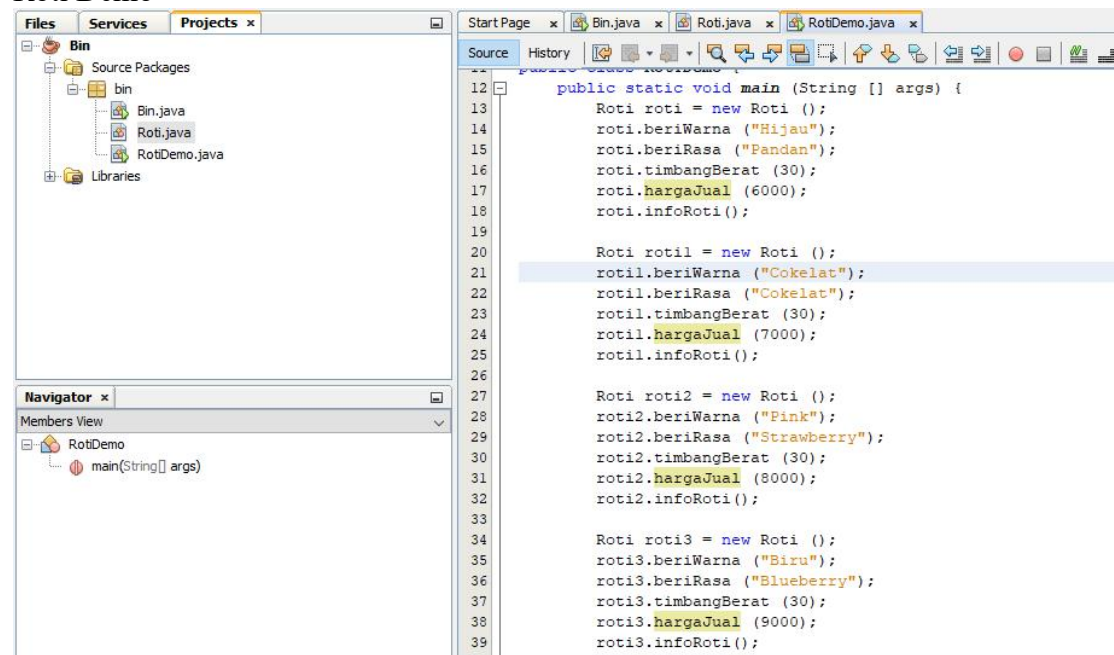 Files Services Projects ×
Bin
Source Packages
bin
Bin.java
Roti.java
RotiDemo.java
Libraries
Navigator ×
Members View
RotiDemo
main(String[] args)
Start Page × Bin.java × Roti.java × RotiDemo.java ×
Source History
12 public static void main (String [] args) {
13 Roti roti = new Roti ();
14 roti.beriWarna ("Hijau");
15 roti.beriRasa ("Pandan");
16 roti.timbangBerat (30);
17 roti.hargaJual (6000);
18 roti.infoRoti();
19
20 Roti roti1 = new Roti ();
21 roti1.beriWarna ("Cokelat");
22 roti1.beriRasa ("Cokelat");
23 roti1.timbangBerat (30);
24 roti1.hargaJual (7000);
25 roti1.infoRoti();
26
27 Roti roti2 = new Roti ();
28 roti2.beriWarna ("Pink");
29 roti2.beriRasa ("Strawberry");
30 roti2.timbangBerat (30);
31 roti2.hargaJual (8000);
32 roti2.infoRoti();
33
34 Roti roti3 = new Roti ();
35 roti3.beriWarna ("Biru");
36 roti3.beriRasa ("Blueberry");
37 roti3.timbangBerat (30);
38 roti3.hargaJual (9000);
39 roti3.infoRoti();